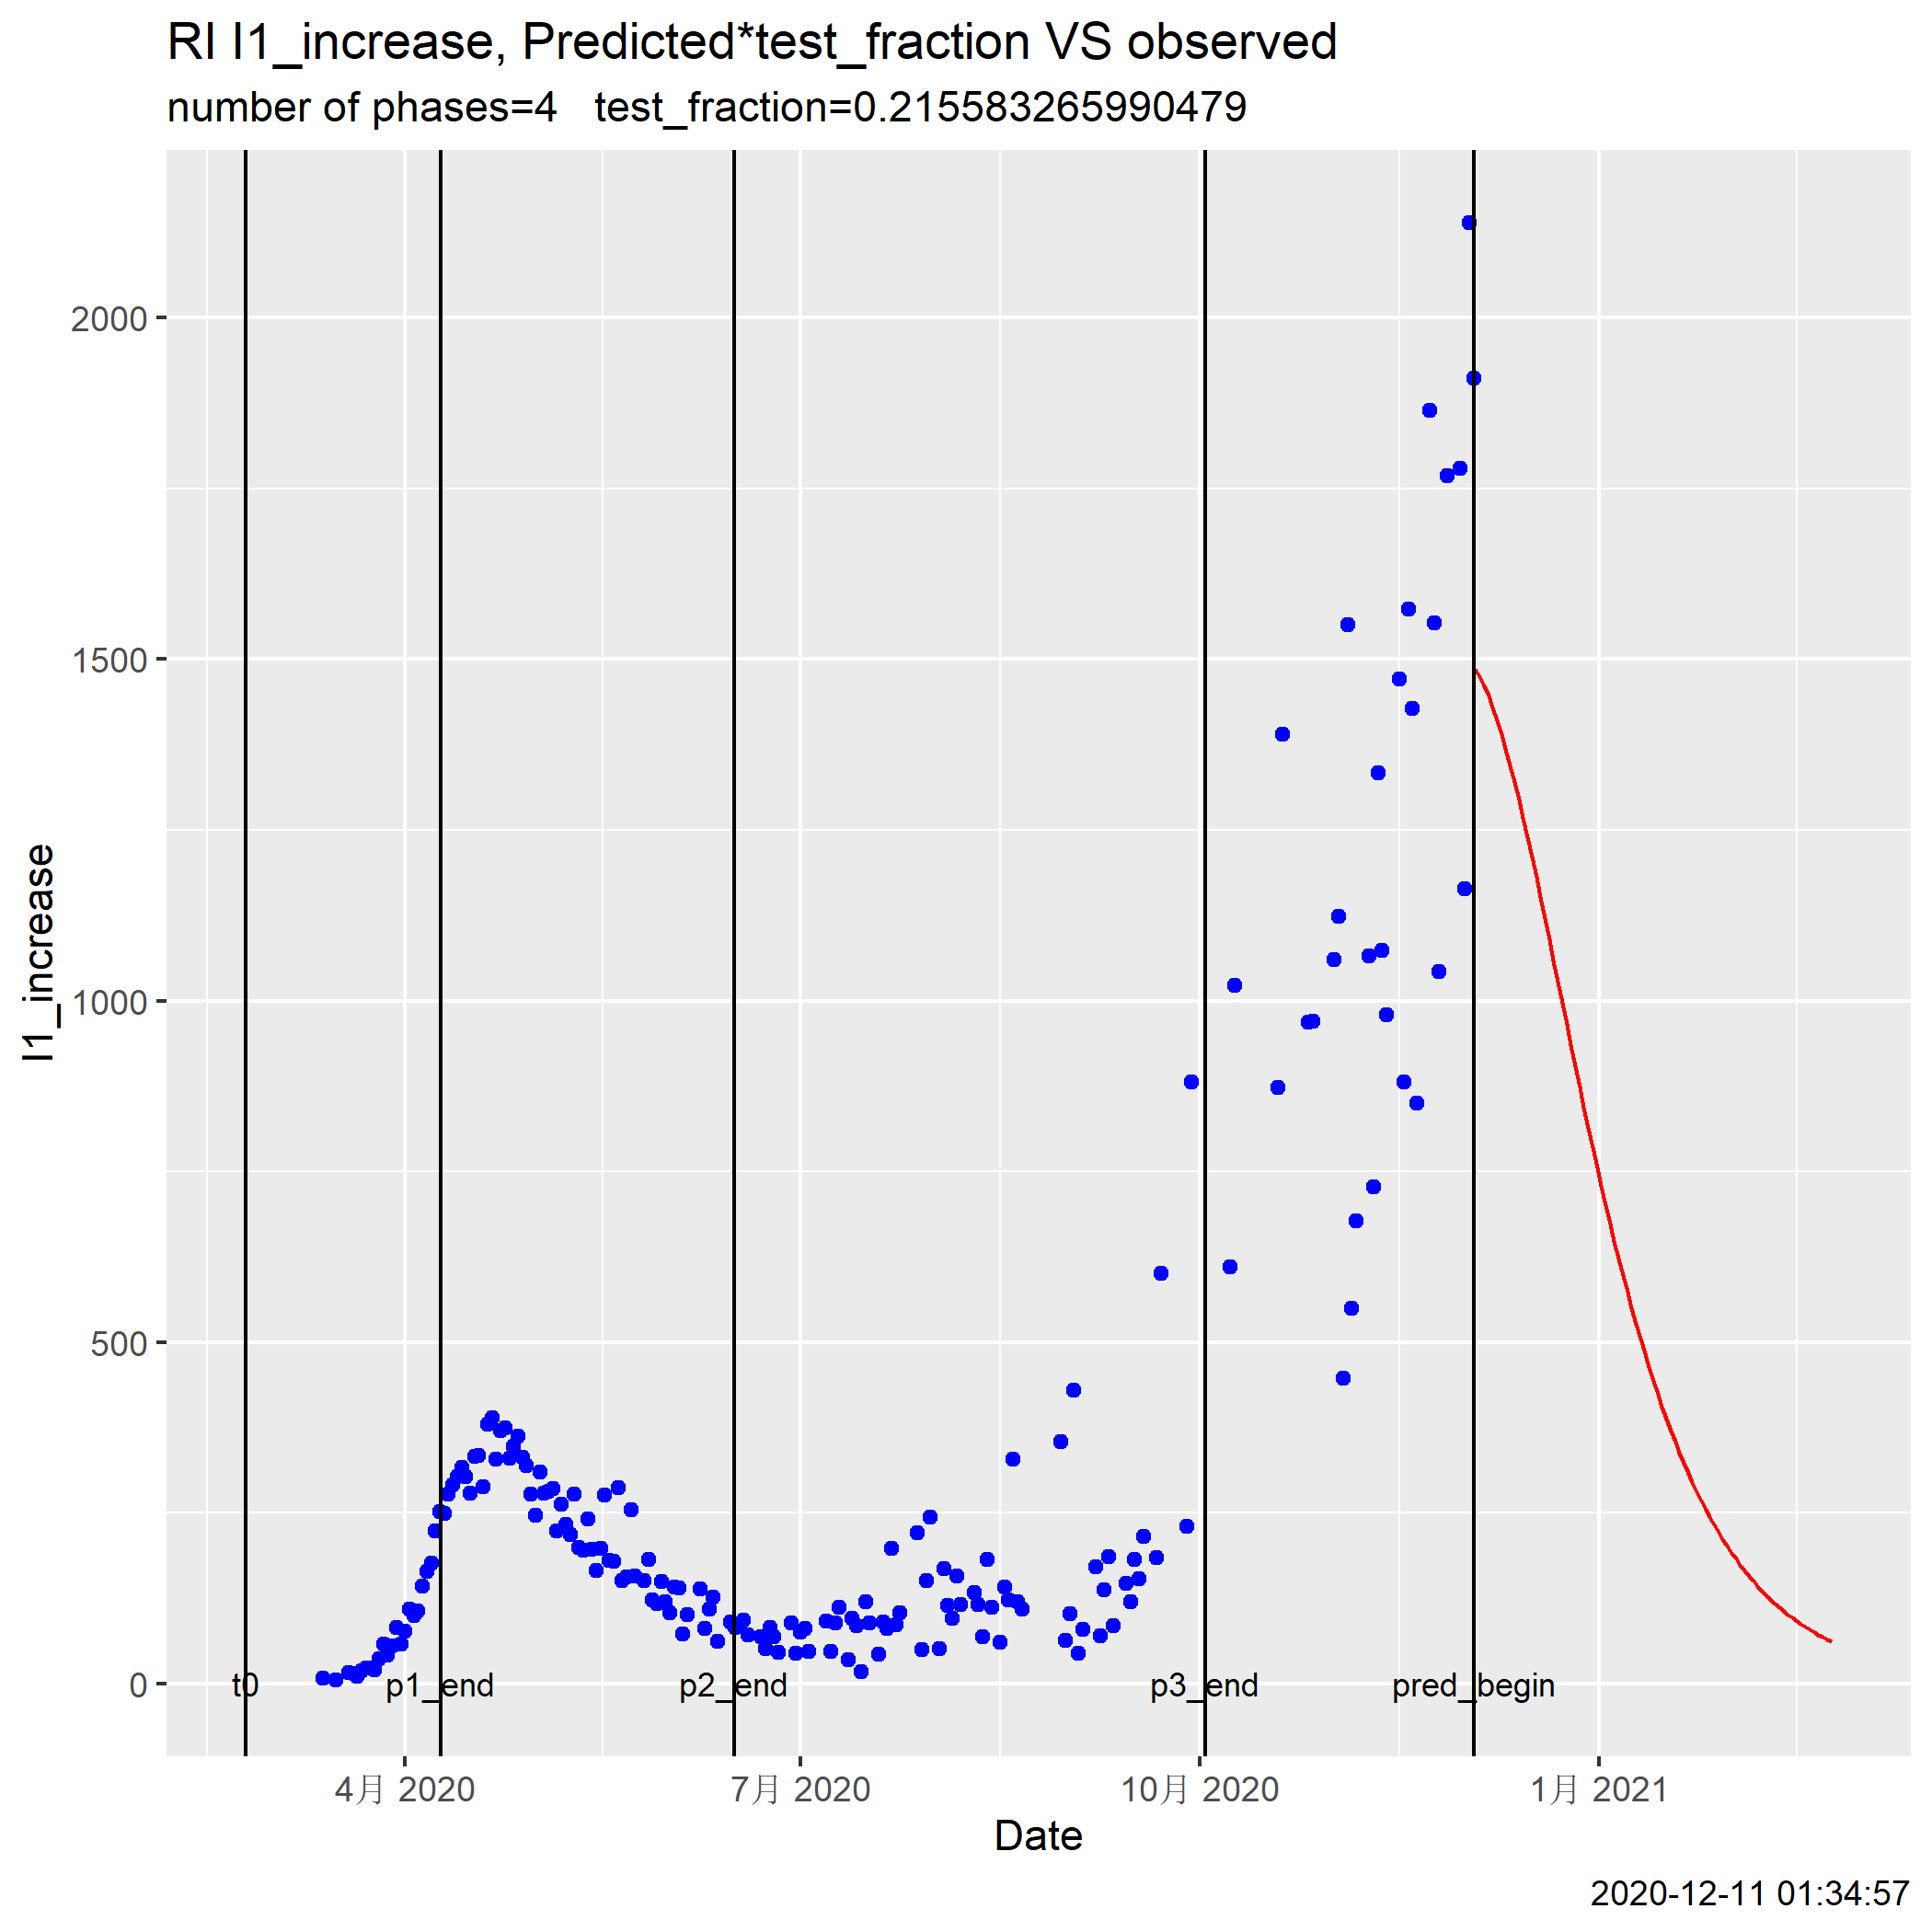 RI I1_increase, Predicted*test_fraction VS observed
number of phases=4   test_fraction=0.215583265990479
I1_increase
2000
1500
1000
500
0
t0
p1_end
p2_end
p3_end
pred_begin
4月 2020
7月 2020
10月 2020
1月 2021
Date
2020-12-11 01:34:57